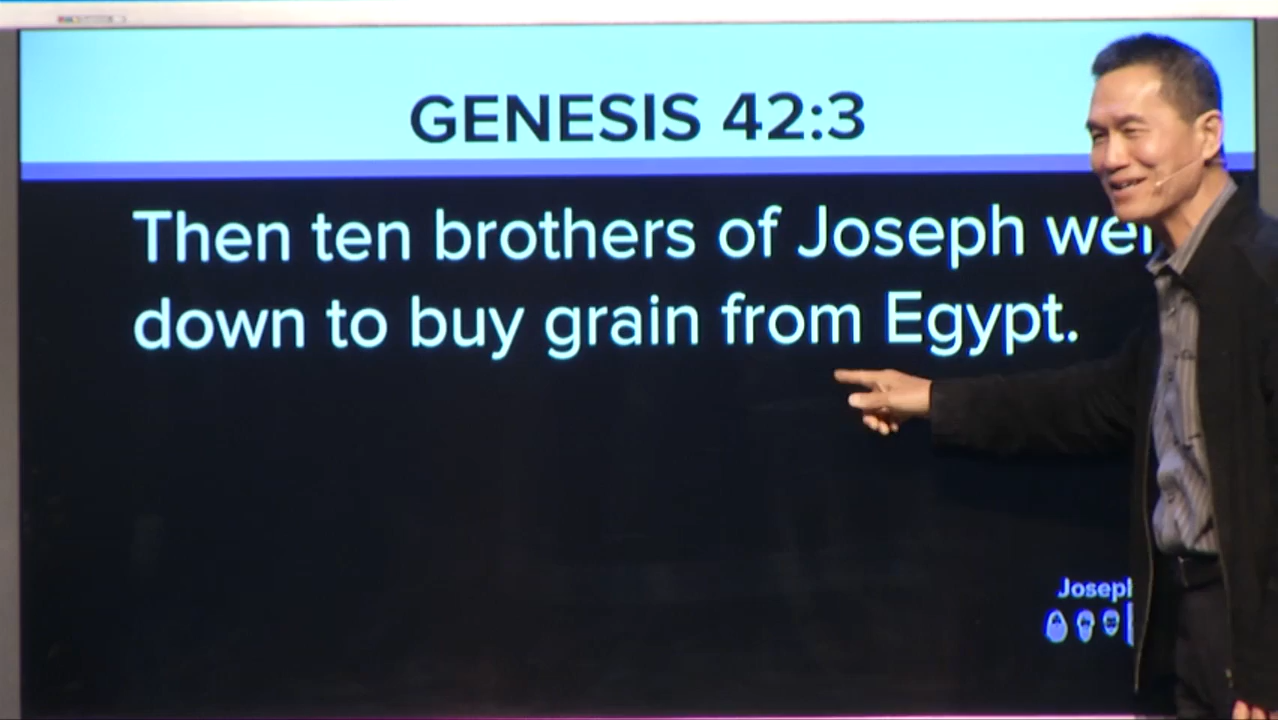 GENESIS 42:3
Then ten brothers of Joseph
down to buy grain from Egypt.